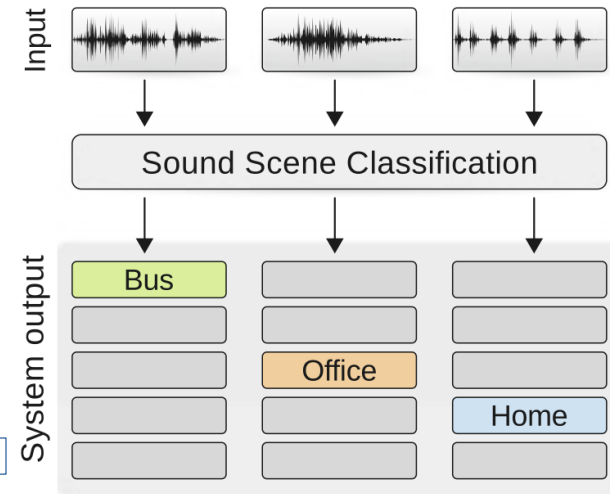 Input
Sound Scene Classification
System output
Bus
Office
Home